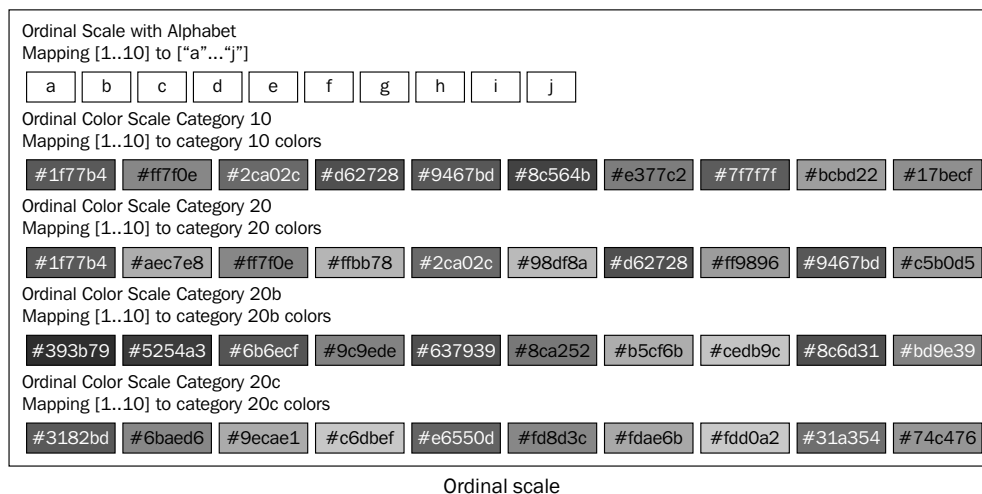 Ordinal Scale with Alphabet
Mapping [1..10] to [“a”...“j”]
a b c d e f g h i j
Ordinal Color Scale Category 10
Mapping [1..10] to category 10 colors
#1f77b4 #ff7f0e #2ca02c #d62728 #9467bd #8c564b #e377c2 #7f7f7f #bcbd22 #17becf
Ordinal Color Scale Category 20
Mapping [1..10] to category 20 colors
#1f77b4 #aec7e8 #ff7f0e #ffbb78 #2ca02c #98df8a #d62728 #ff9896 #9467bd #c5b0d5
Ordinal Color Scale Category 20b
Mapping [1..10] to category 20b colors
#393b79 #5254a3 #6b6ecf #9c9ede #637939 #8ca252 #b5cf6b #cedb9c #8c6d31 #bd9e39
Ordinal Color Scale Category 20c
Mapping [1..10] to category 20c colors
#3182bd #6baed6 #9ecae1 #c6dbef #e6550d #fd8d3c #fdae6b #fdd0a2 #31a354 #74c476
Ordinal scale